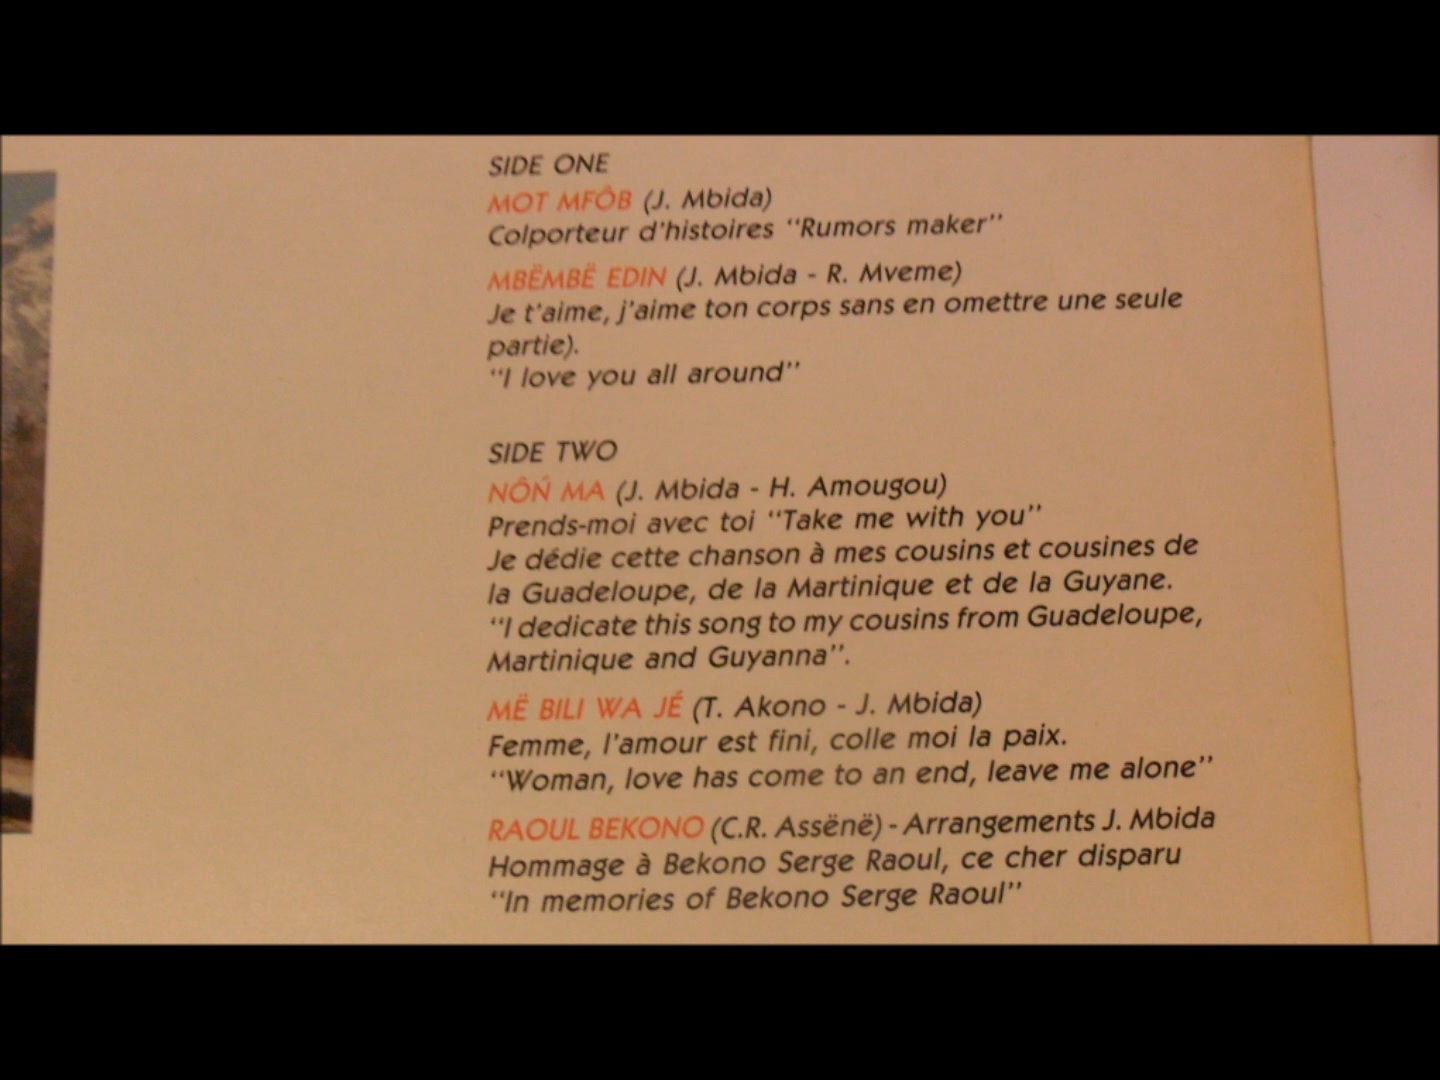 SIDE ONE
MOT MFÔB (J. Mbida)
Colporteur d'histoires "Rumors maker"
MBËMBË EDIN (J. Mbida - R. Mveme)
Je t'aime, j'aime ton corps sans en omettre une seule
partie).
"I love you all around"
SIDE TWO
NÔŃ MA (J. Mbida - H. Amougou)
Prends-moi avec toi "Take me with you"
Je dédie cette chanson à mes cousins et cousines de
la Guadeloupe, de la Martinique et de la Guyane.
"I dedicate this song to my cousins from Guadeloupe,
Martinique and Guyanna".
MË BILI WA JÉ (T. Akono - J. Mbida)
Femme, l'amour est fini, colle moi la paix.
"Woman, love has come to an end, leave me alone"
RAOUL BEKONO (C.R. Assënë) - Arrangements J. Mbida
Hommage à Bekono Serge Raoul, ce cher disparu
"In memories of Bekono Serge Raoul"